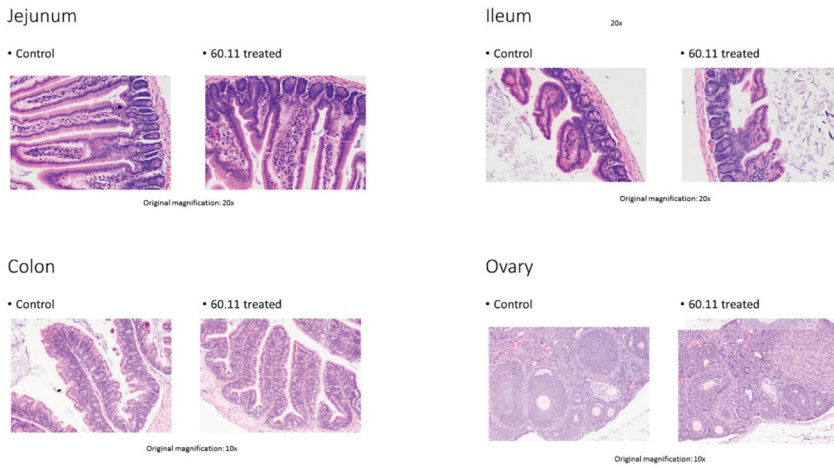 Jejunum
• Control
• 60.11 treated
Original magnification: 20x
Ileum
20x
• Control
• 60.11 treated
Original magnification: 20x
Colon
• Control
• 60.11 treated
Original magnification: 10x
Ovary
• Control
• 60.11 treated
Original magnification: 10x